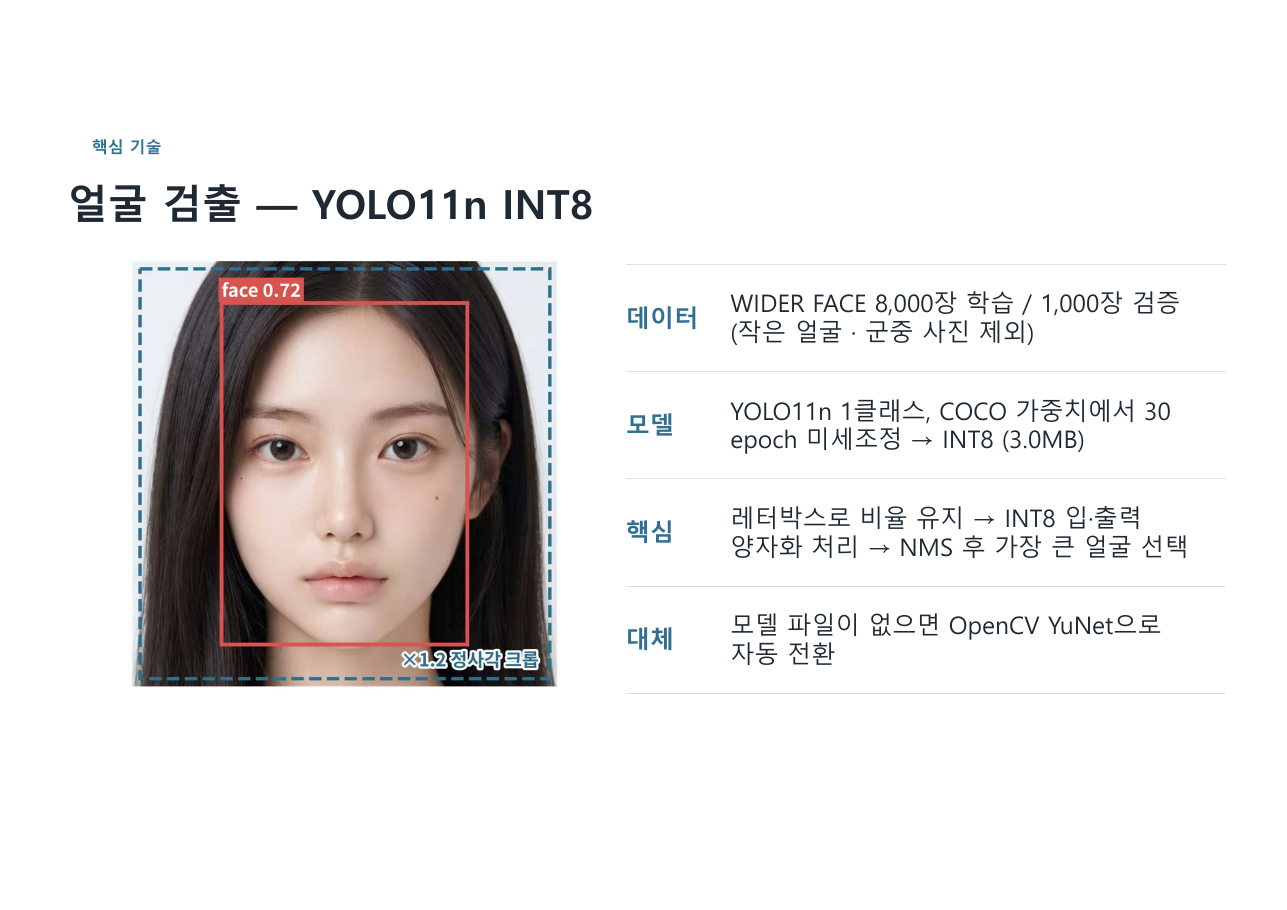 핵심 기술
얼굴 검출 — YOLO11n INT8
face 0.72
×1.2 정사각 크롭
데이터
WIDER FACE 8,000장 학습 / 1,000장 검증
(작은 얼굴 · 군중 사진 제외)
모델
YOLO11n 1클래스, COCO 가중치에서 30
epoch 미세조정 → INT8 (3.0MB)
핵심
레터박스로 비율 유지 → INT8 입·출력
양자화 처리 → NMS 후 가장 큰 얼굴 선택
대체
모델 파일이 없으면 OpenCV YuNet으로
자동 전환